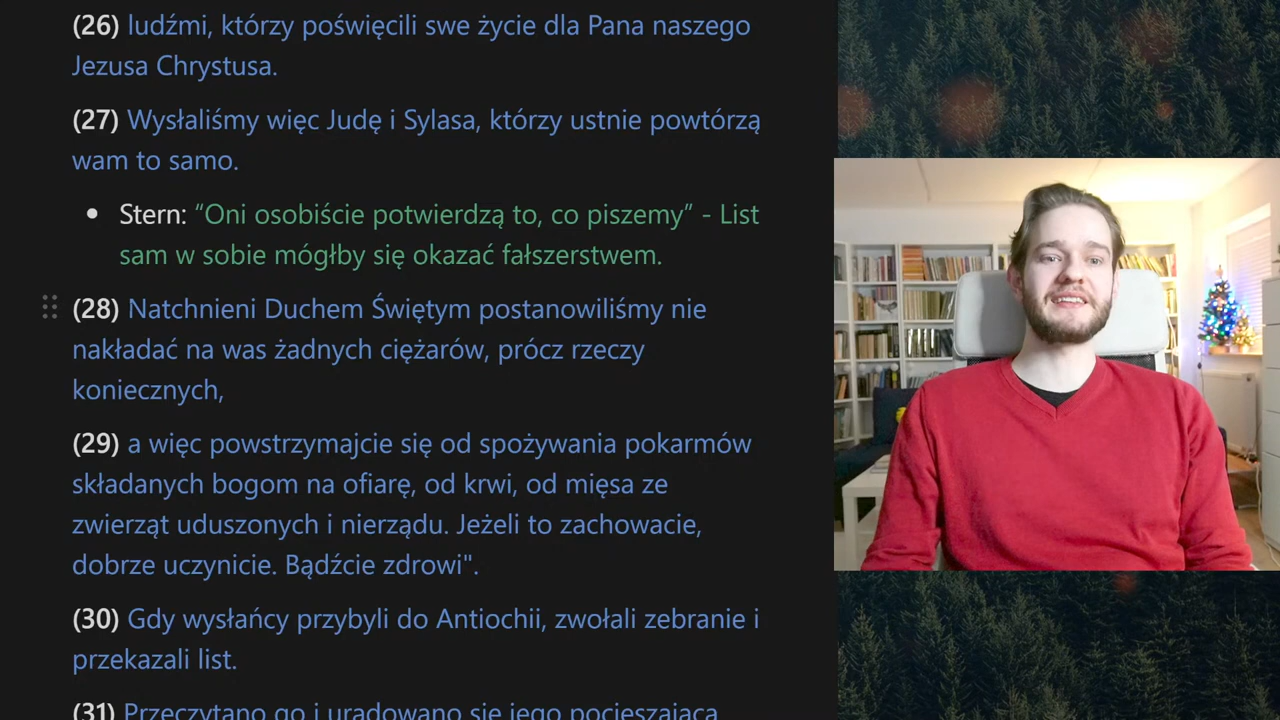 (26) ludźmi, którzy poświęcili swe życie dla Pana naszego
Jezusa Chrystusa.
(27) Wysłaliśmy więc Judę i Sylasa, którzy ustnie powtórzą
wam to samo.
• Stern: “Oni osobiście potwierdzą to, co piszemy” - List
sam w sobie mógłby się okazać fałszerstwem.
(28) Natchnieni Duchem Świętym postanowiliśmy nie
nakładać na was żadnych ciężarów, prócz rzeczy
koniecznych,
(29) a więc powstrzymajcie się od spożywania pokarmów
składanych bogom na ofiarę, od krwi, od mięsa ze
zwierząt uduszonych i nierządu. Jeżeli to zachowacie,
dobrze uczynicie. Bądźcie zdrowi".
(30) Gdy wysłańcy przybyli do Antiochii, zwołali zebranie i
przekazali list.
(31) Przeczytano go i uradowano się jego pocieszającą